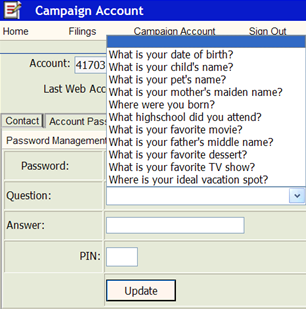 Campaign Account
Home Filings Campaign Account Sign Out
Account: 41703
Last Web Acc
What is your date of birth?
What is your child's name?
What is your pet's name?
What is your mother's maiden name?
Where were you born?
What highschool did you attend?
What is your favorite movie?
What is your father's middle name?
What is your favorite dessert?
What is your favorite TV show?
Where is your ideal vacation spot?
Contact Account Pass
Password Management
Password:
Question:
Answer:
PIN:
Update